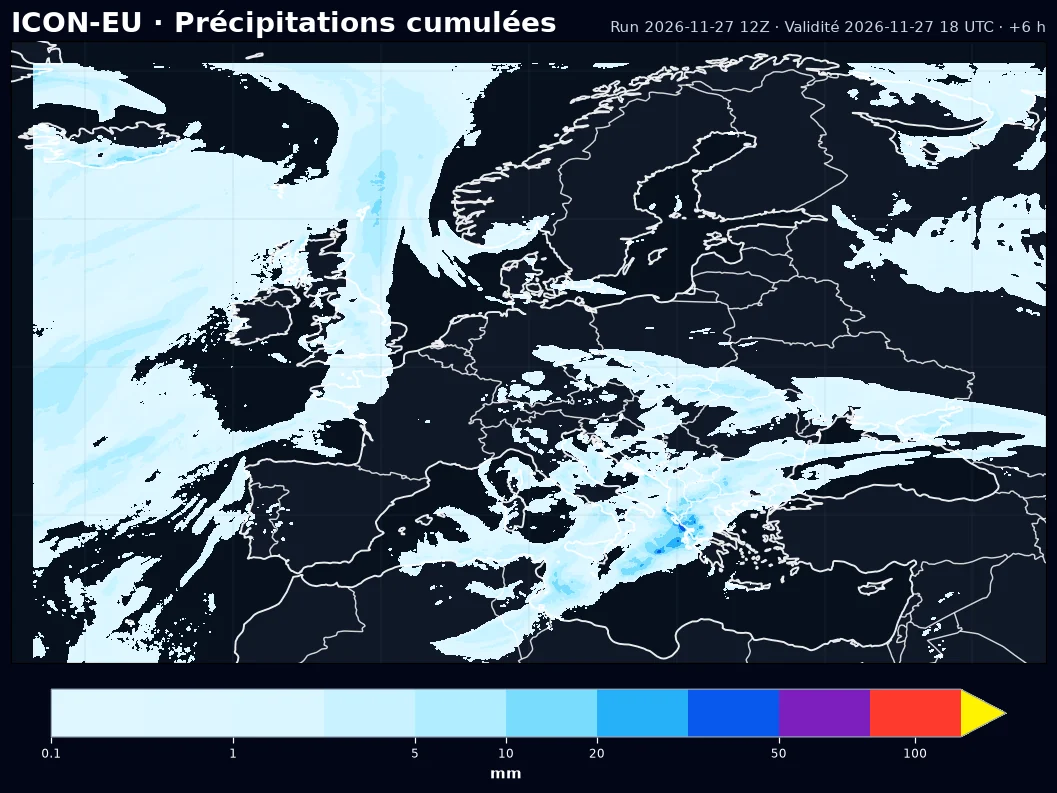 ICON-EU · Précipitations cumulées
Run 2026-11-27 12Z · Validité 2026-11-27 18 UTC · +6 h
0.1 1 5 10 20 50 100
mm